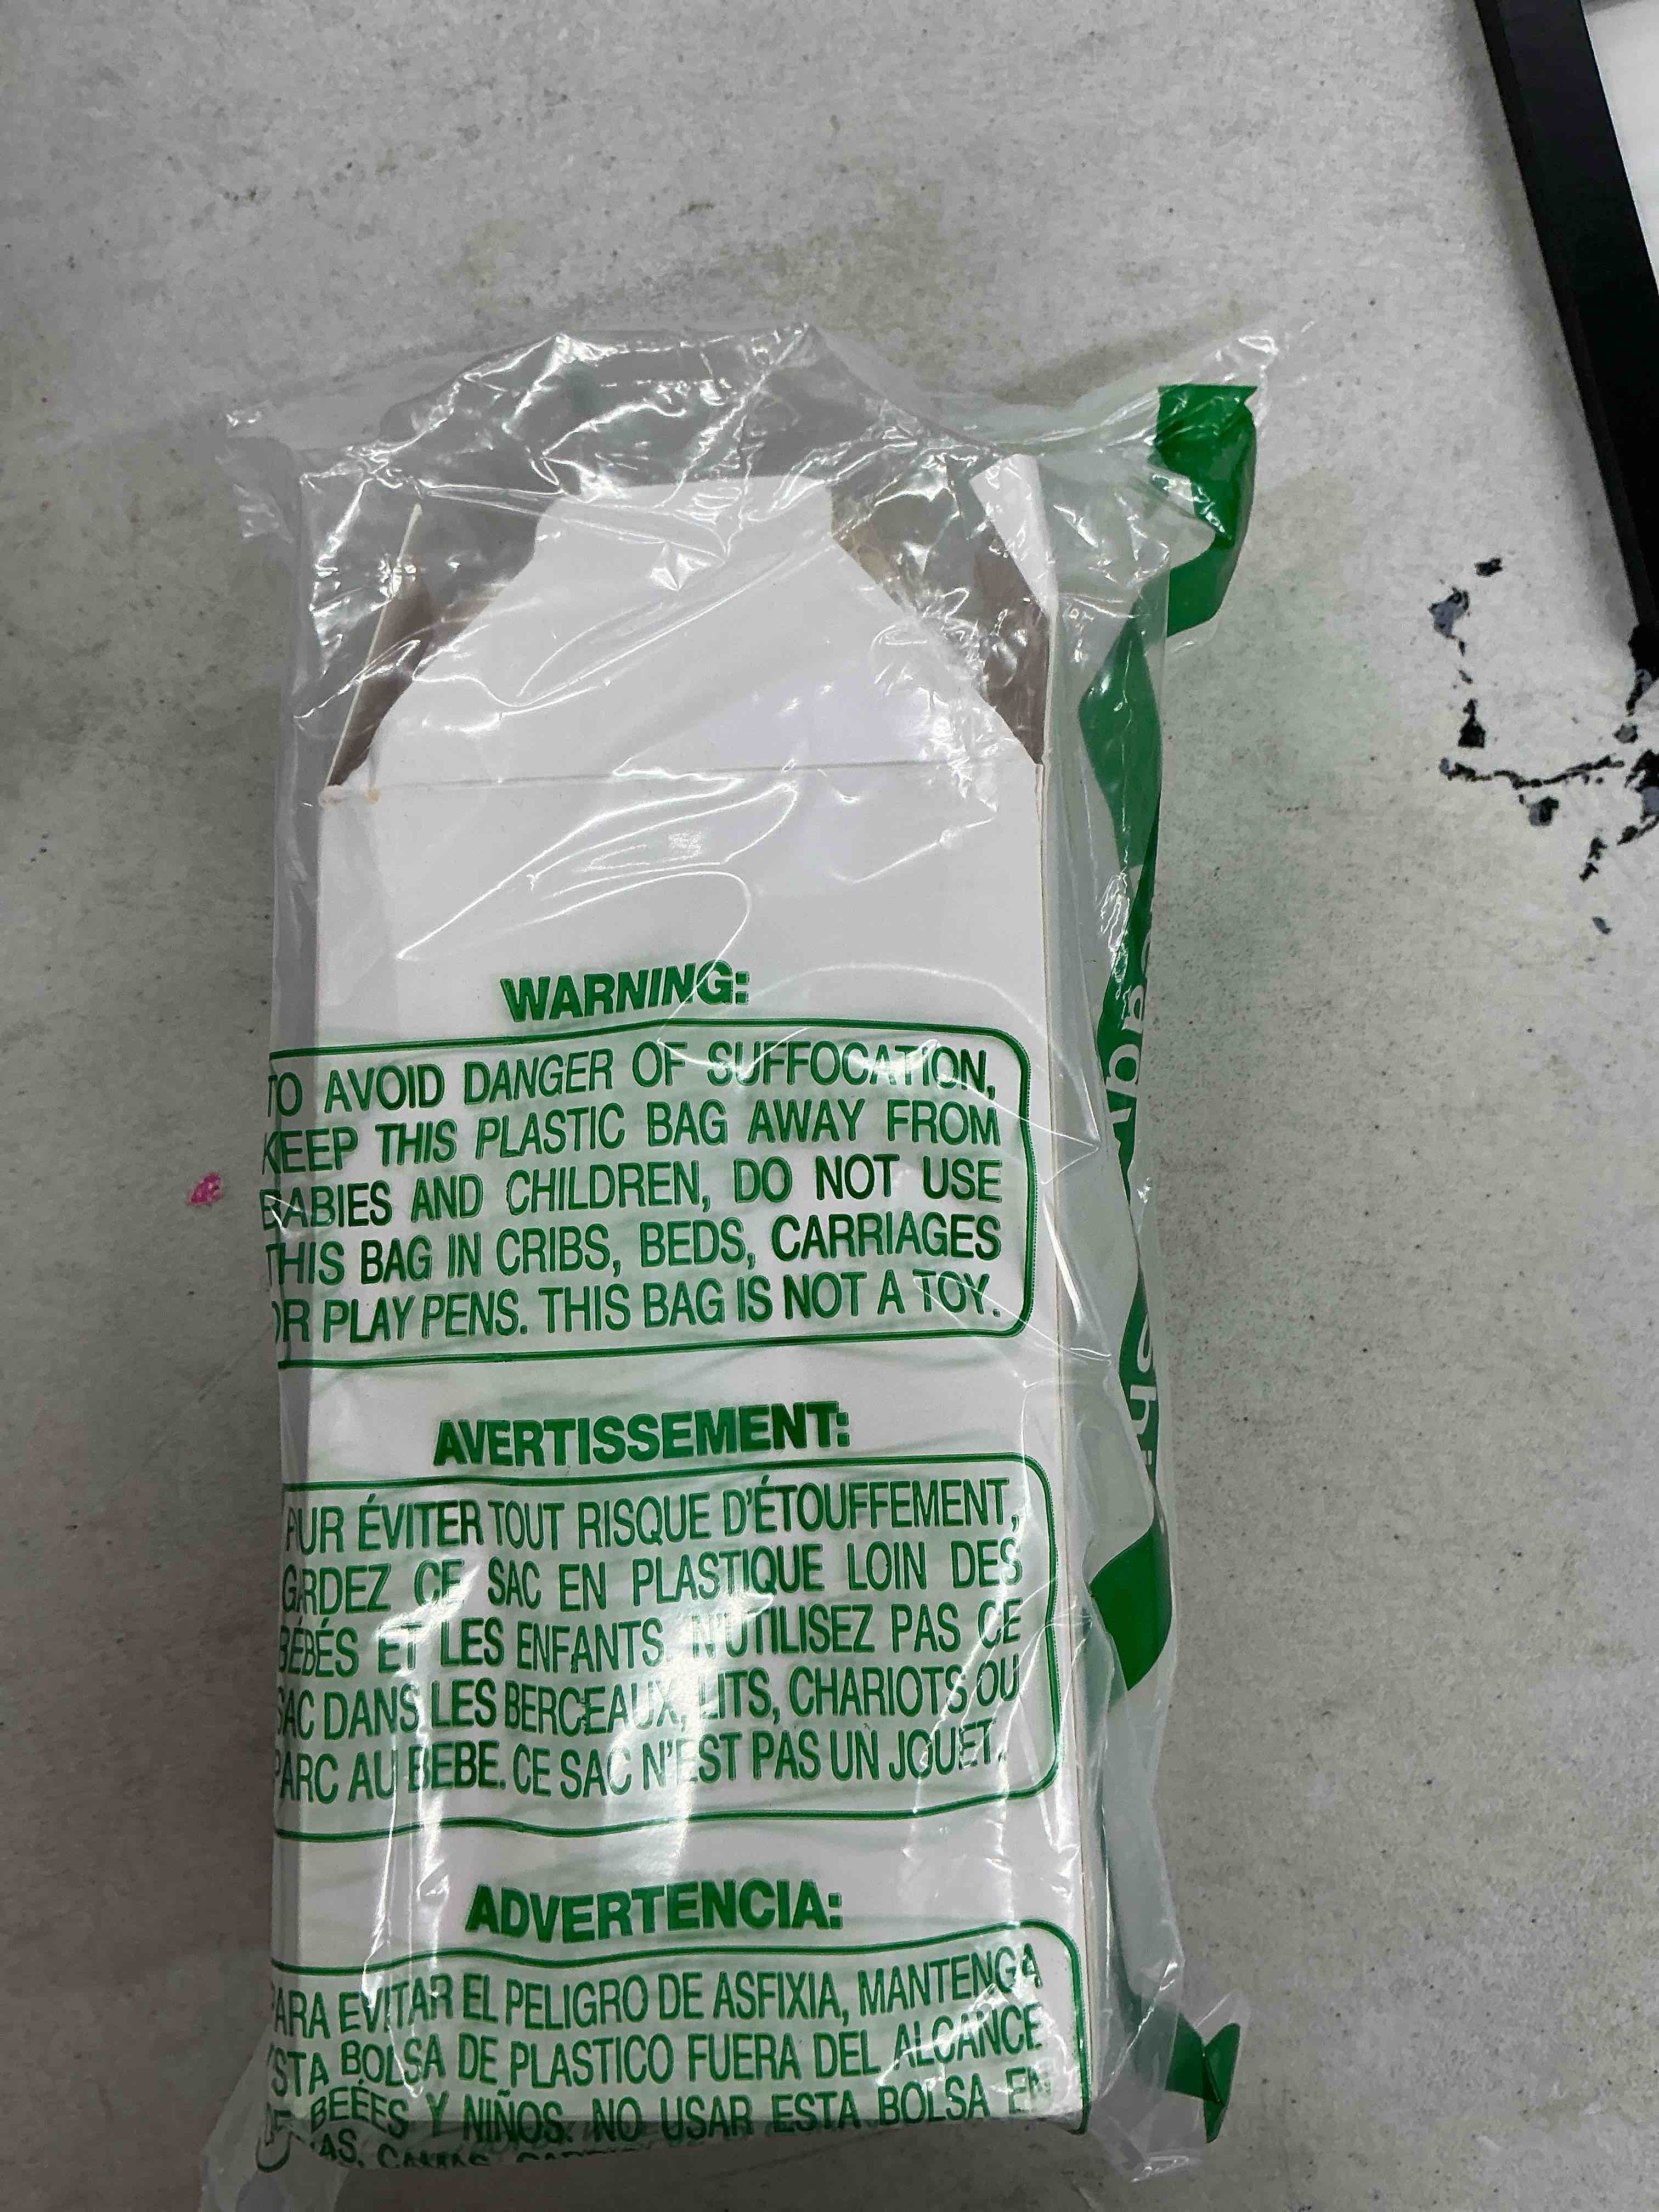 WARNING:
TO AVOID DANGER OF SUFFOCATION,
KEEP THIS PLASTIC BAG AWAY FROM
BABIES AND CHILDREN, DO NOT USE
THIS BAG IN CRIBS, BEDS, CARRIAGES
OR PLAY PENS. THIS BAG IS NOT A TOY.
AVERTISSEMENT:
PUR ÉVITER TOUT RISQUE D'ÉTOUFFEMENT,
GARDEZ CE SAC EN PLASTIQUE LOIN DES
BÉBÉS ET LES ENFANTS. N'UTILISEZ PAS CE
SAC DANS LES BERCEAUX, LITS, CHARIOTS OU
PARC AU BEBE. CE SAC N'EST PAS UN JOUET.
ADVERTENCIA:
PARA EVITAR EL PELIGRO DE ASFIXIA, MANTENGA
ESTA BOLSA DE PLASTICO FUERA DEL ALCANCE
DE BEÉES Y NIÑOS. NO USAR ESTA BOLSA EN
AS, CAMAS,